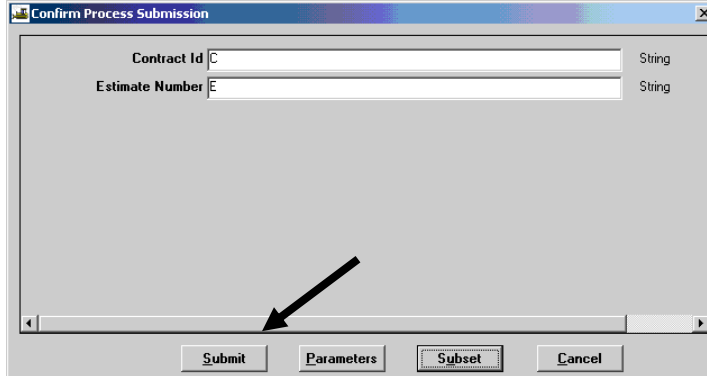 Confirm Process Submission
Contract Id C String
Estimate Number E String
Submit Parameters Subset Cancel